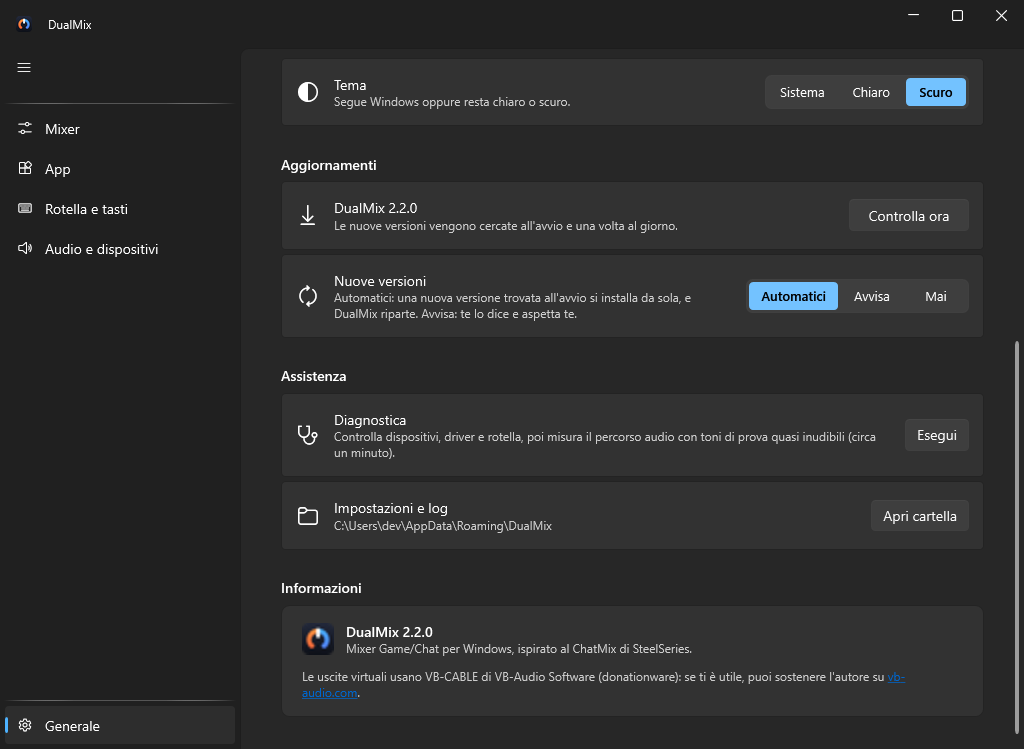 DualMix
Mixer
App
Rotella e tasti
Audio e dispositivi
Generale
Tema
Segue Windows oppure resta chiaro o scuro.
Sistema
Chiaro
Scuro
Aggiornamenti
DualMix 2.2.0
Le nuove versioni vengono cercate all'avvio e una volta al giorno.
Controlla ora
Nuove versioni
Automatici: una nuova versione trovata all'avvio si installa da sola, e
DualMix riparte. Avvisa: te lo dice e aspetta te.
Automatici
Avvisa
Mai
Assistenza
Diagnostica
Controlla dispositivi, driver e rotella, poi misura il percorso audio con toni di prova quasi inudibili (circa
un minuto).
Esegui
Impostazioni e log
C:\Users\dev\AppData\Roaming\DualMix
Apri cartella
Informazioni
DualMix 2.2.0
Mixer Game/Chat per Windows, ispirato al ChatMix di SteelSeries.
Le uscite virtuali usano VB-CABLE di VB-Audio Software (donationware): se ti è utile, puoi sostenere l'autore su vb-
audio.com.